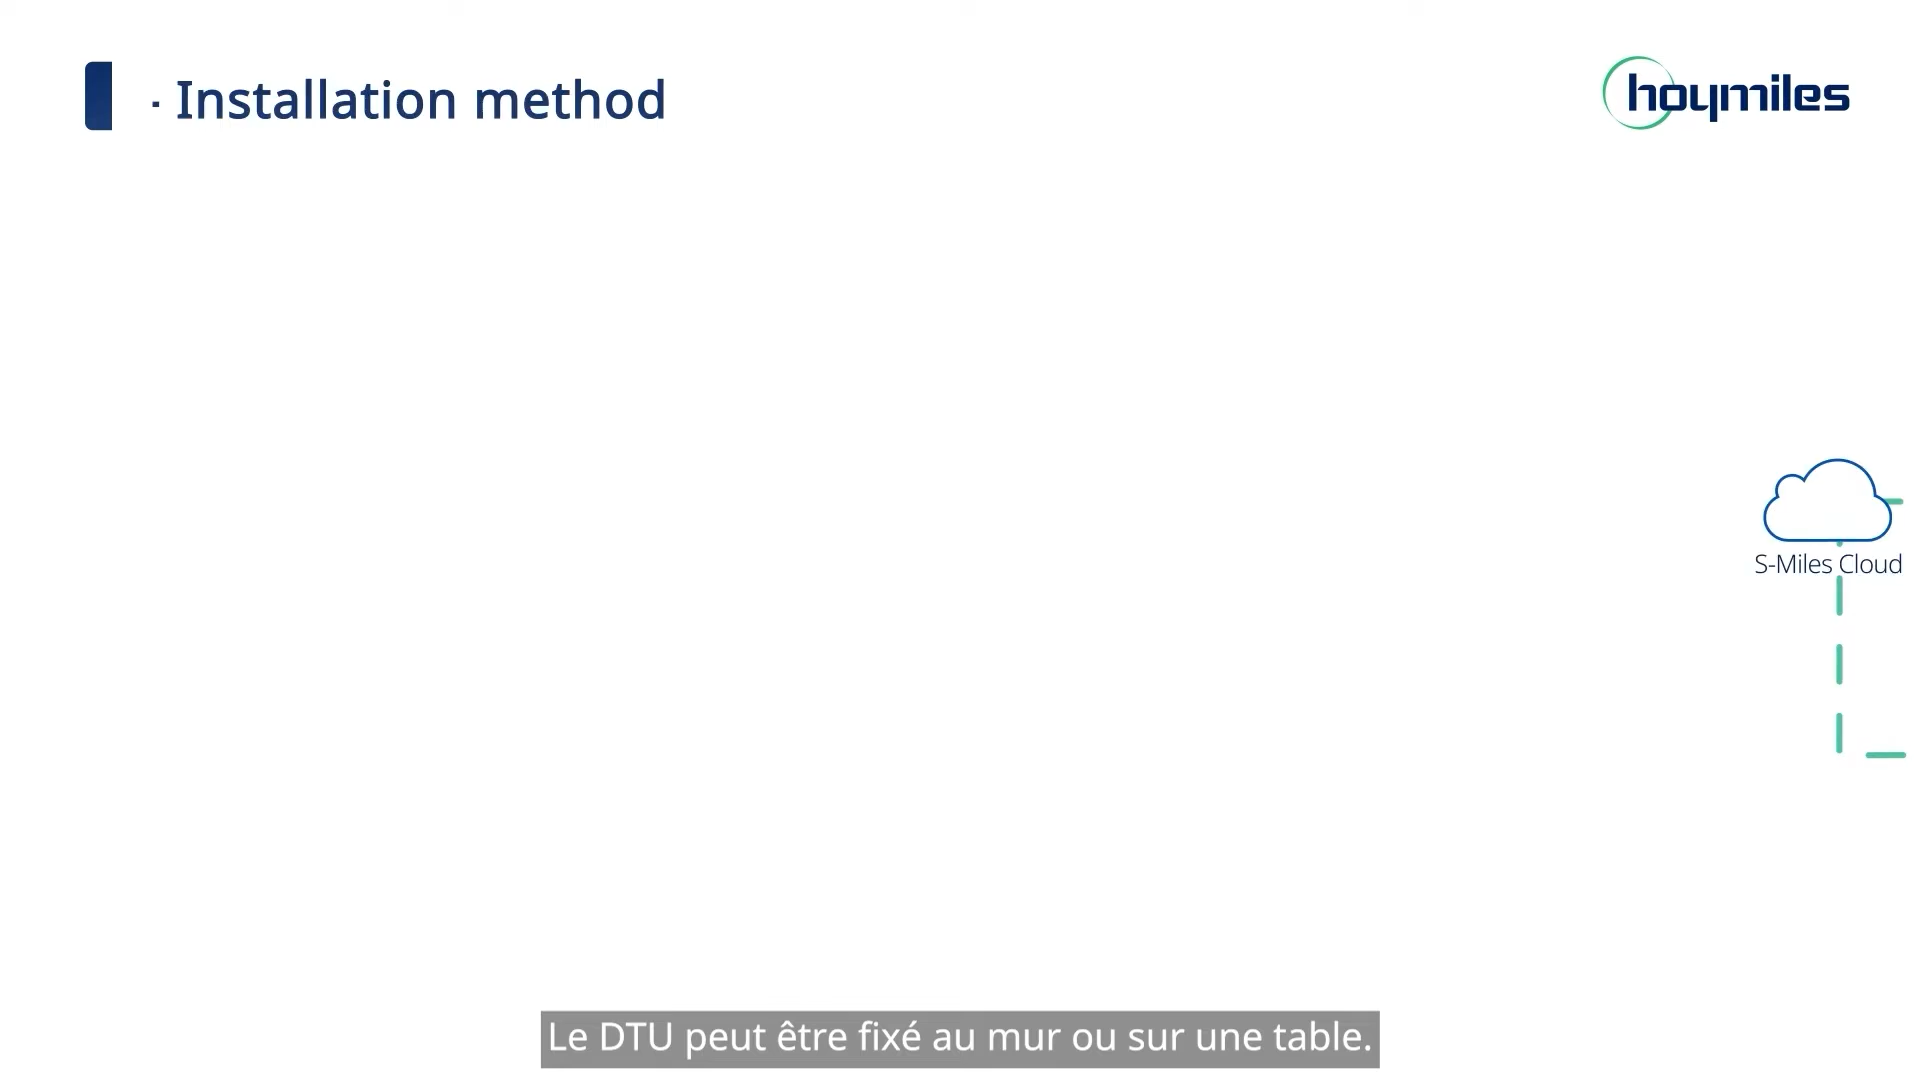 · Installation method
hoymiles
S-Miles Cloud
Le DTU peut être fixé au mur ou sur une table.